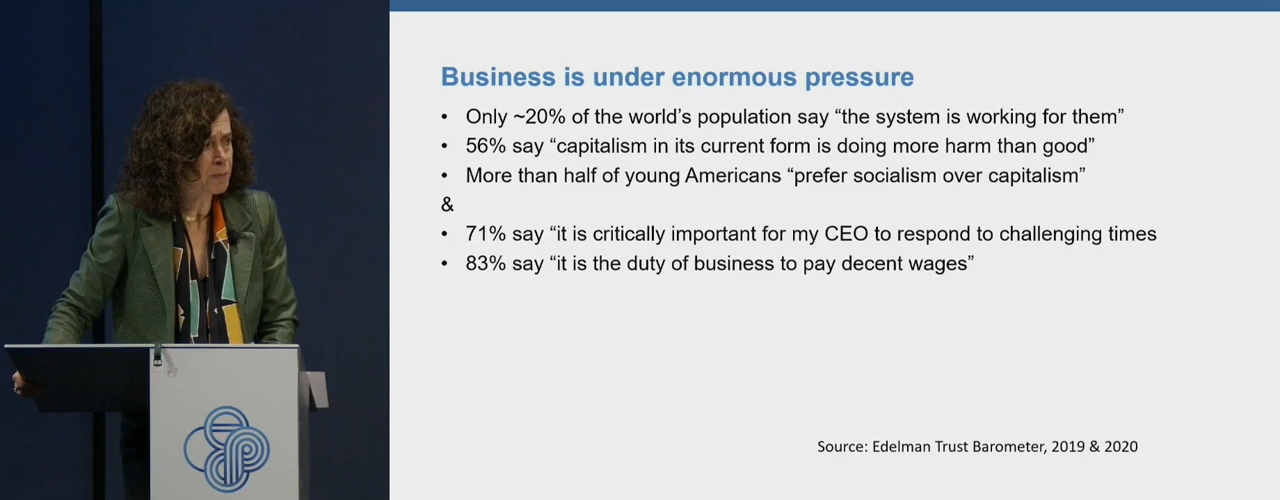 Business is under enormous pressure
• Only ~20% of the world’s population say “the system is working for them”
• 56% say “capitalism in its current form is doing more harm than good”
• More than half of young Americans “prefer socialism over capitalism”
&
• 71% say “it is critically important for my CEO to respond to challenging times
• 83% say “it is the duty of business to pay decent wages”
Source: Edelman Trust Barometer, 2019 & 2020